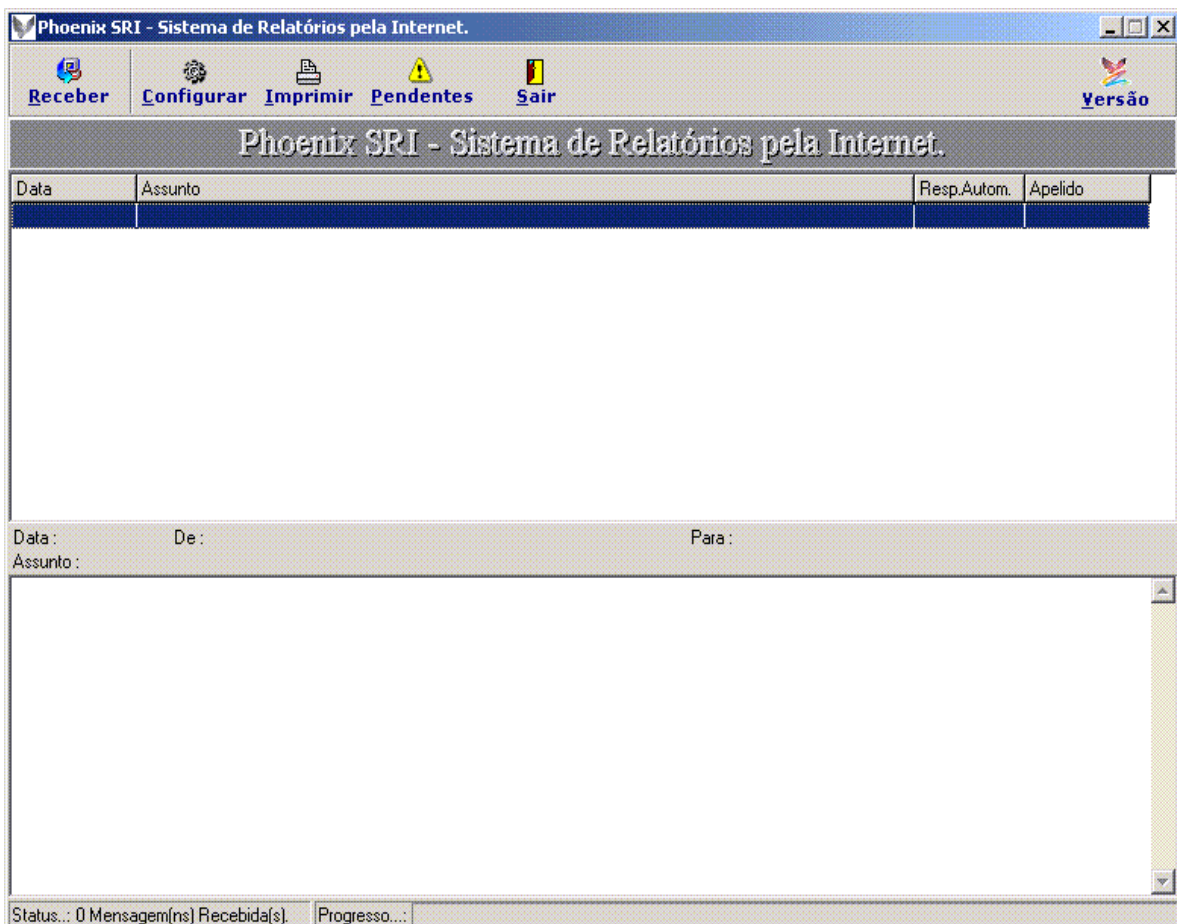 Phoenix SRI - Sistema de Relatórios pela Internet.
Receber Configurar Imprimir Pendentes Sair Versão
Phoenix SRI - Sistema de Relatórios pela Internet.
Data Assunto Resp.Autom. Apelido
Data : De : Para :
Assunto :
Status..: 0 Mensagem(ns) Recebida(s). Progresso...: